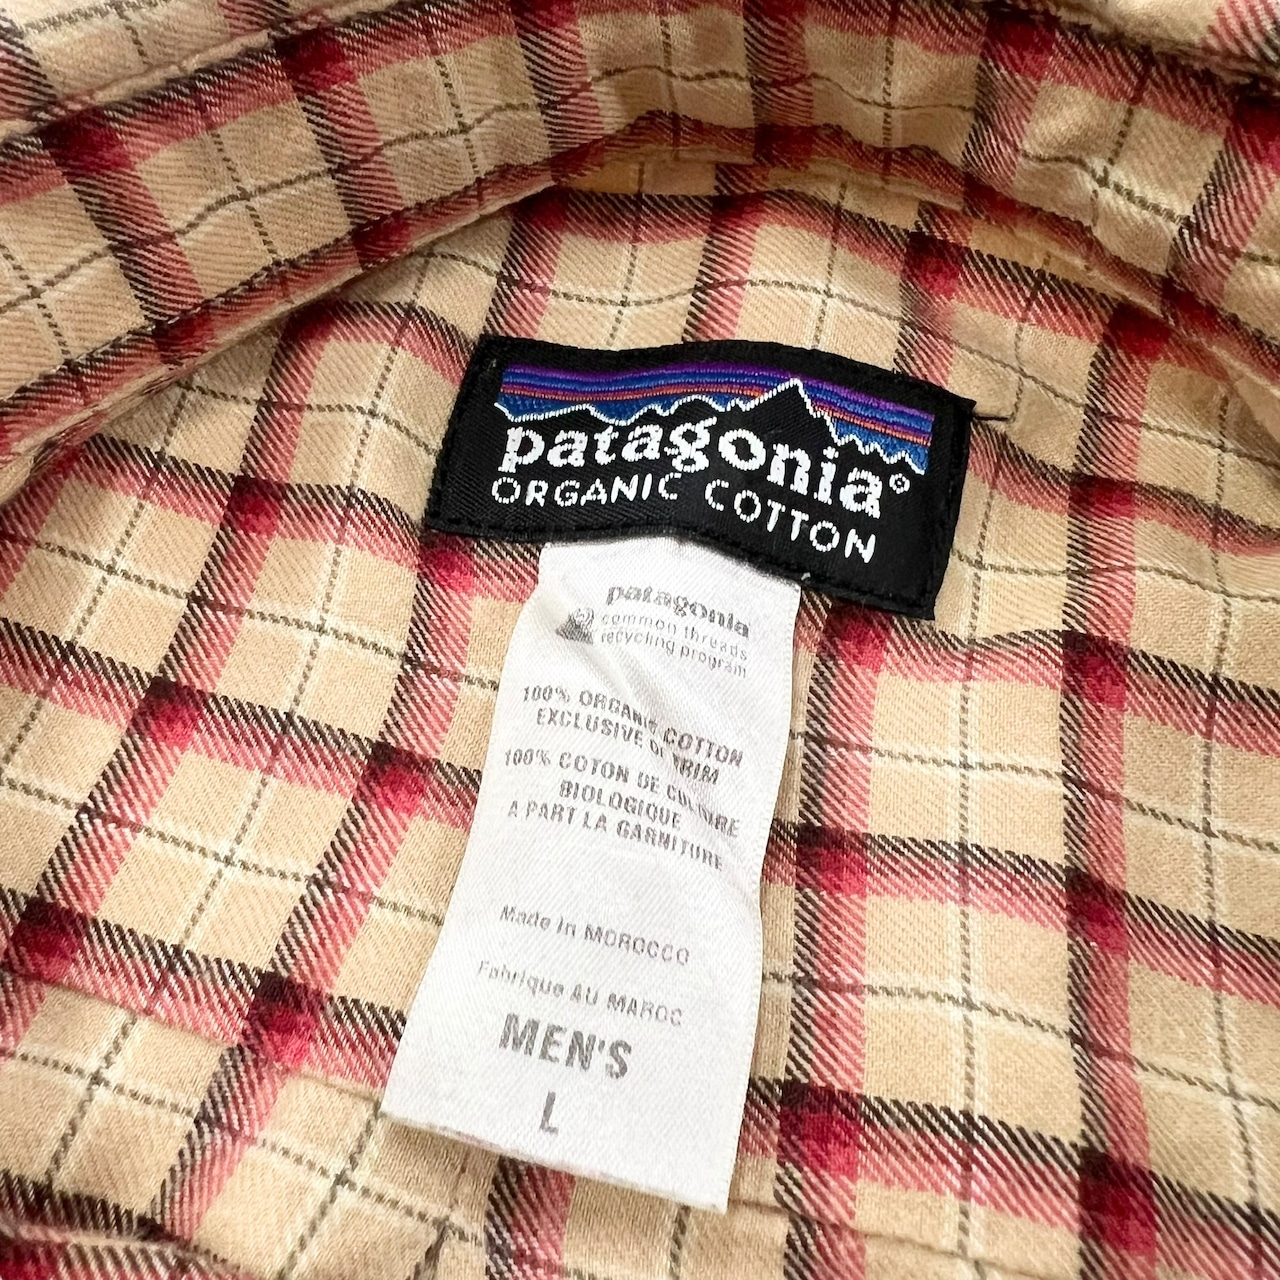 patagonia®
ORGANIC COTTON
patagonia
common threads
recycling program
100% ORGANIC COTTON
EXCLUSIVE OF TRIM
100% COTON DE CULTURE
BIOLOGIQUE
A PART LA GARNITURE
Made in MOROCCO
Fabrique AU MAROC
MEN'S
L